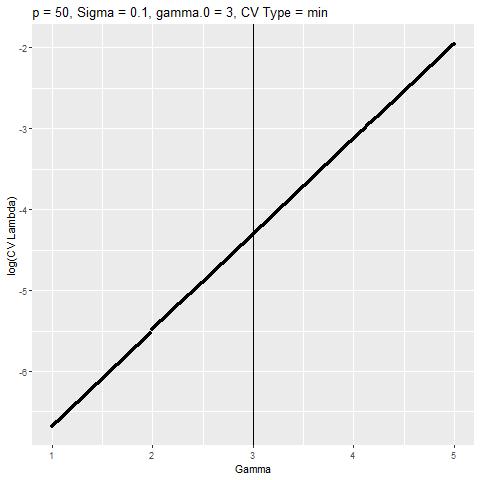 p = 50, Sigma = 0.1, gamma.0 = 3, CV Type = min
-2
-3
-4
-5
-6
log(CV Lambda)
1 2 3 4 5
Gamma